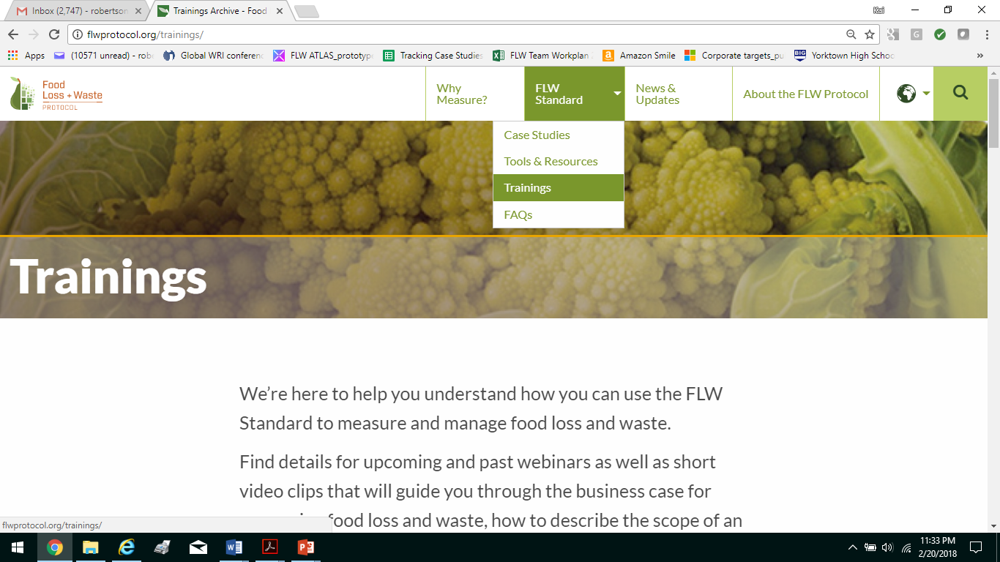 Inbox (2,747) - robertson
Trainings Archive - Food
Kai
flwprotocol.org/trainings/
Apps
(10571 unread) - robe
Global WRI conferenc
FLW ATLAS_prototype
Tracking Case Studies
FLW Team Workplan
Amazon Smile
Corporate targets_pu
BIG
Yorktown High Schoo
»
Food
Loss + Waste
PROTOCOL
Why
Measure?
FLW
Standard
News &
Updates
About the FLW Protocol
Case Studies
Tools & Resources
Trainings
FAQs
Trainings
We’re here to help you understand how you can use the FLW
Standard to measure and manage food loss and waste.
Find details for upcoming and past webinars as well as short
video clips that will guide you through the business case for
food loss and waste, how to describe the scope of an
flwprotocol.org/trainings/
11:33 PM
2/20/2018